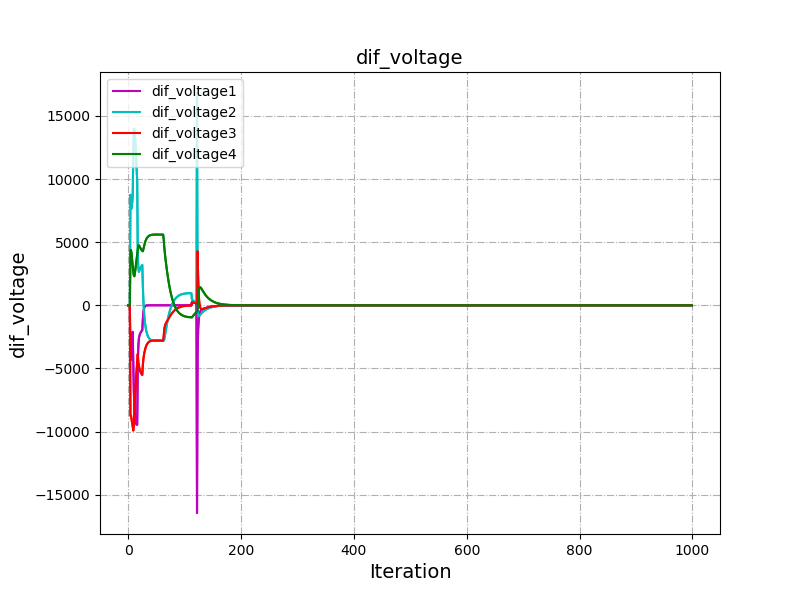 dif_voltage
dif_voltage1
dif_voltage2
dif_voltage3
dif_voltage4
15000
10000
5000
0
−5000
−10000
−15000
dif_voltage
0
200
400
600
800
1000
Iteration